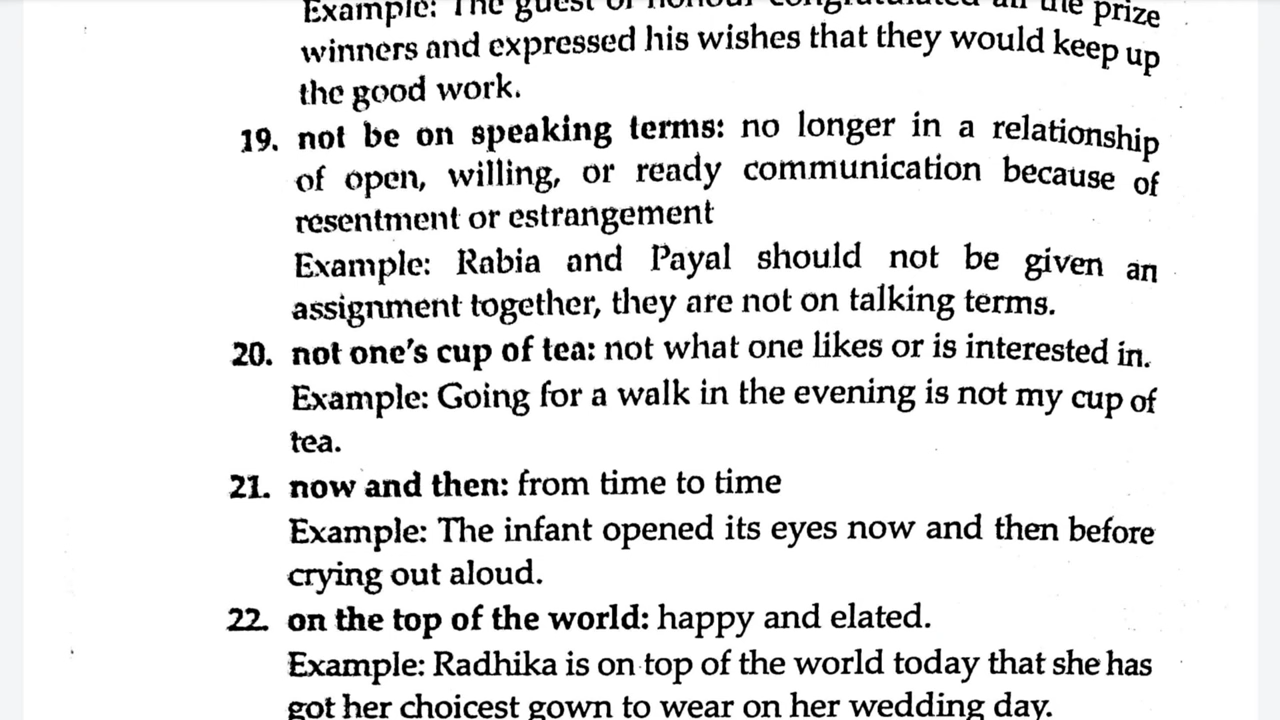 Example: The guest of honour congratulated all the prize
winners and expressed his wishes that they would keep up
the good work.
19. not be on speaking terms: no longer in a relationship
of open, willing, or ready communication because of
resentment or estrangement
Example: Rabia and Payal should not be given an
assignment together, they are not on talking terms.
20. not one's cup of tea: not what one likes or is interested in.
Example: Going for a walk in the evening is not my cup of
tea.
21. now and then: from time to time
Example: The infant opened its eyes now and then before
crying out aloud.
22. on the top of the world: happy and elated.
Example: Radhika is on top of the world today that she has
got her choicest gown to wear on her wedding day.